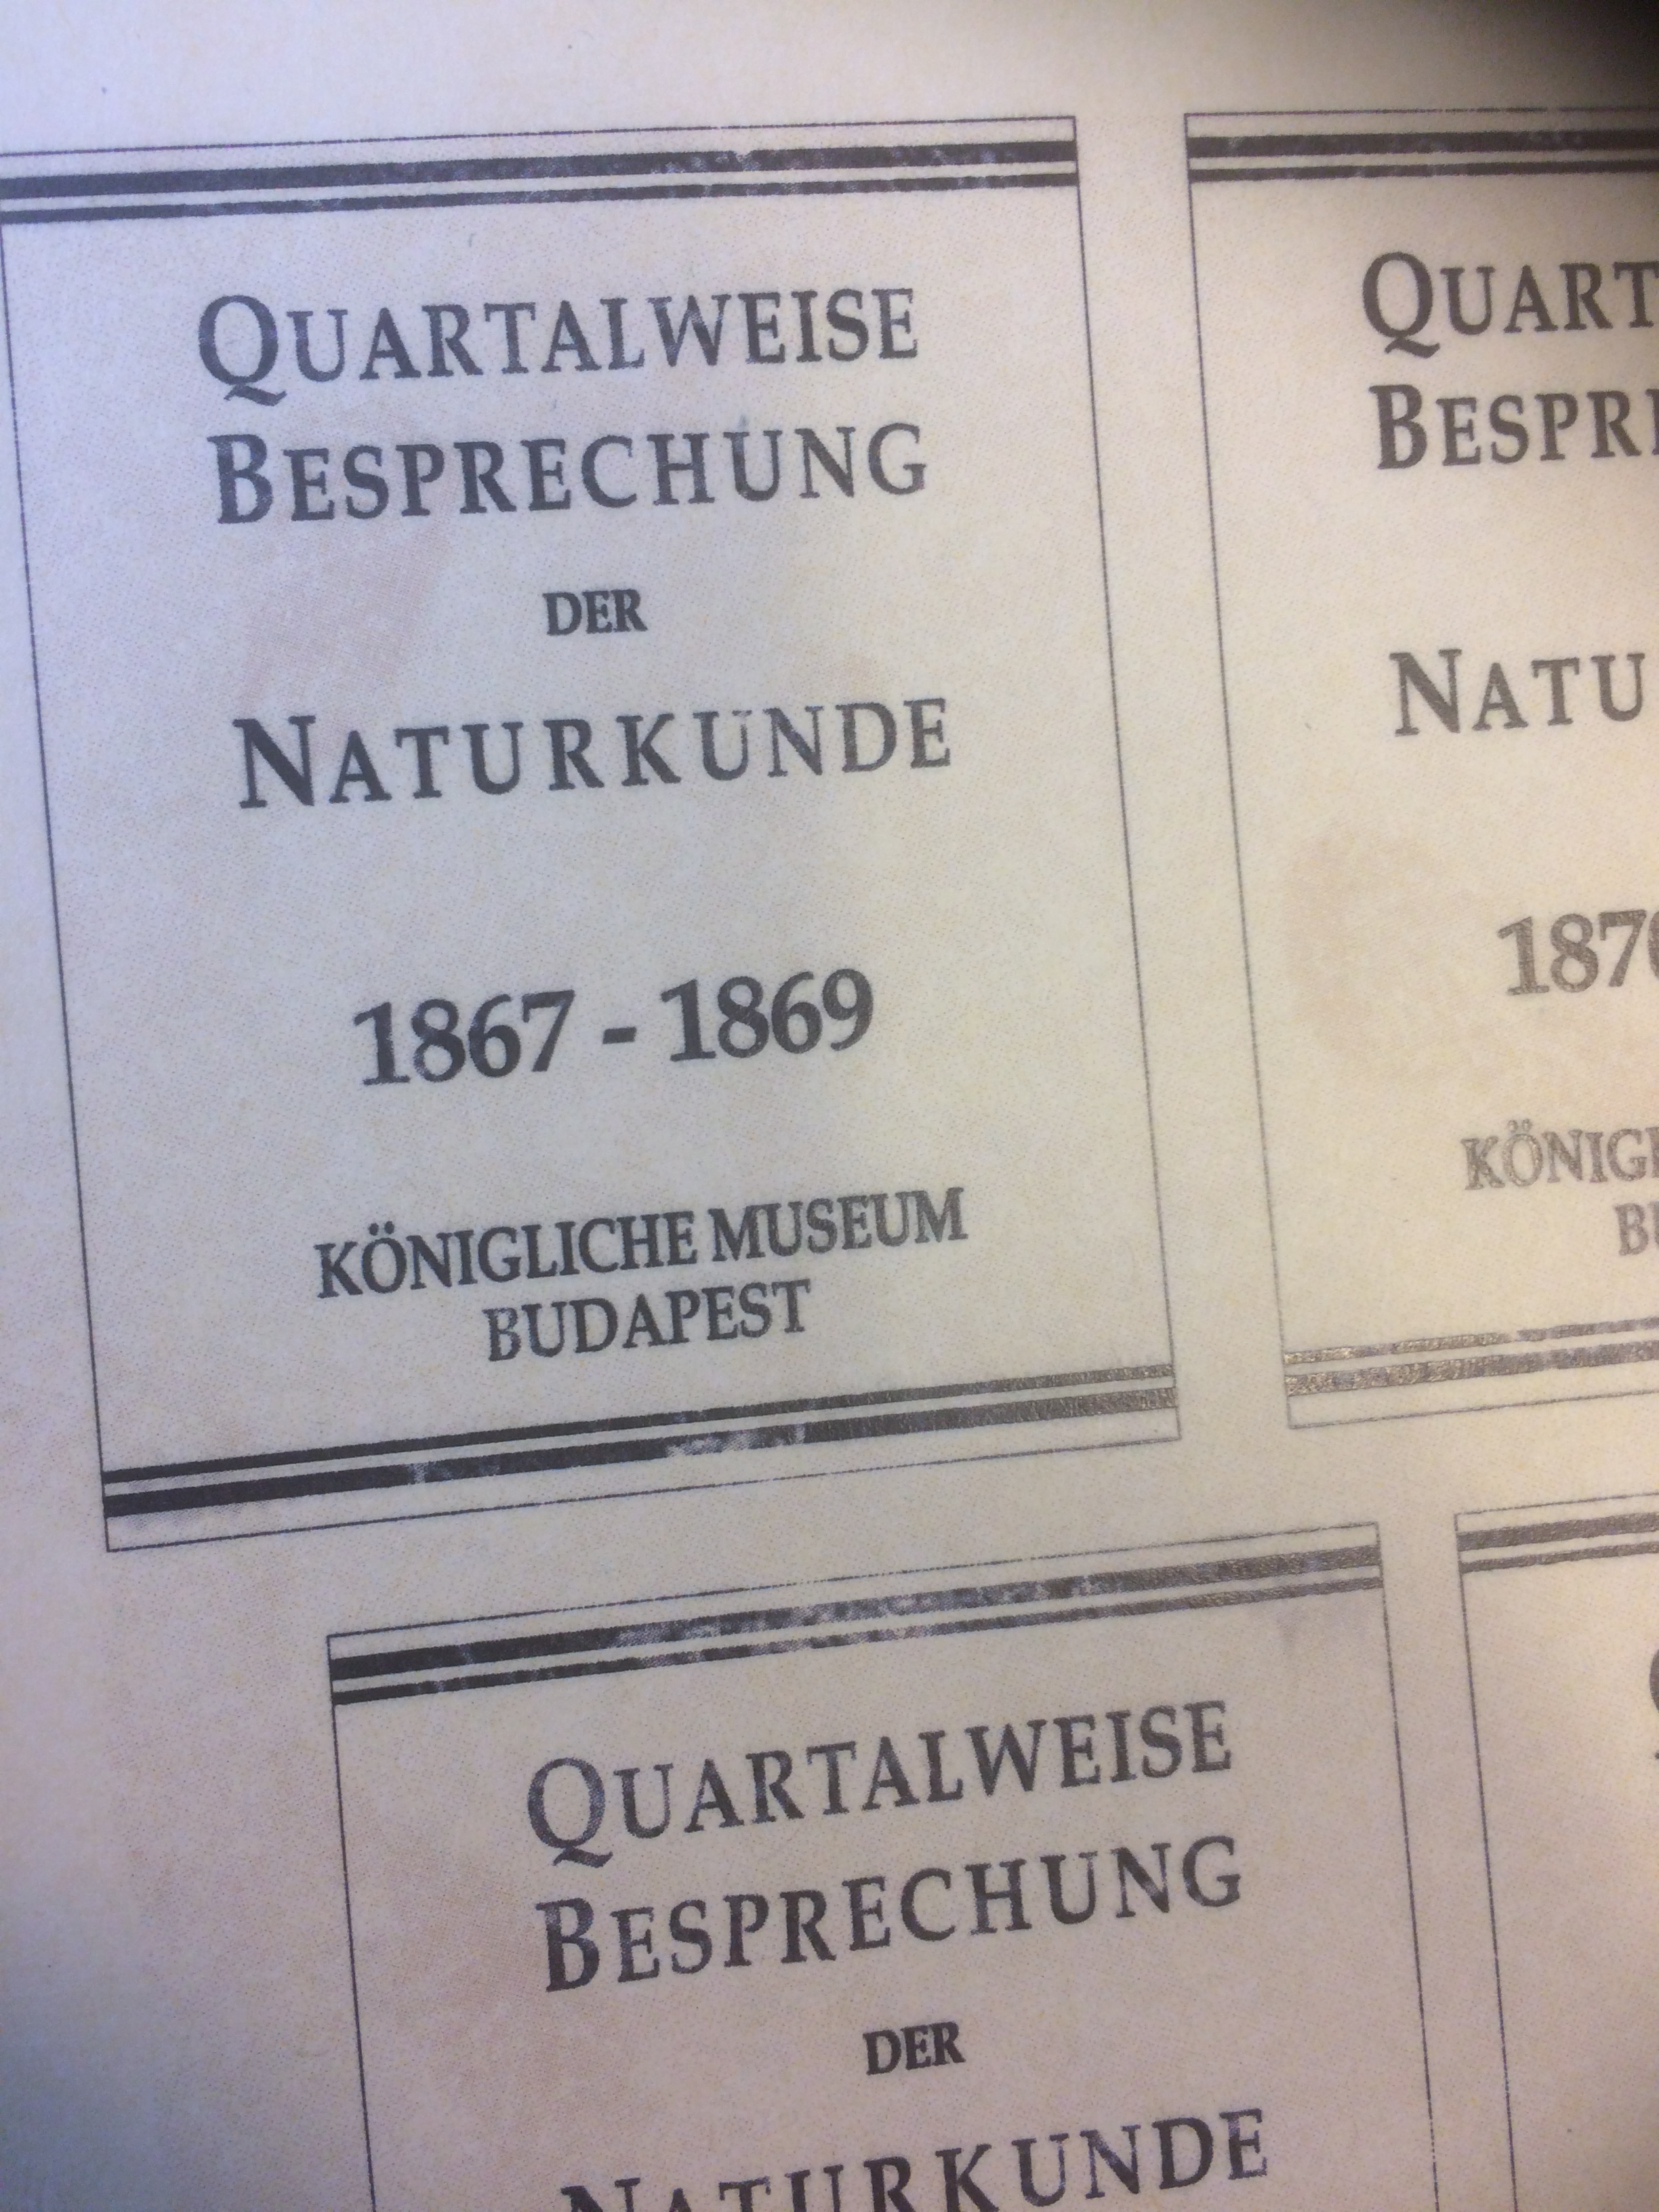 QUARTALWEISE
BESPRECHUNG
DER
NATURKUNDE
1867 - 1869
KÖNIGLICHE MUSEUM
BUDAPEST
QUART
BESPR
NATU
187
KÖNIG
QUARTALWEISE
BESPRECHUNG
DER
NATURKUNDE